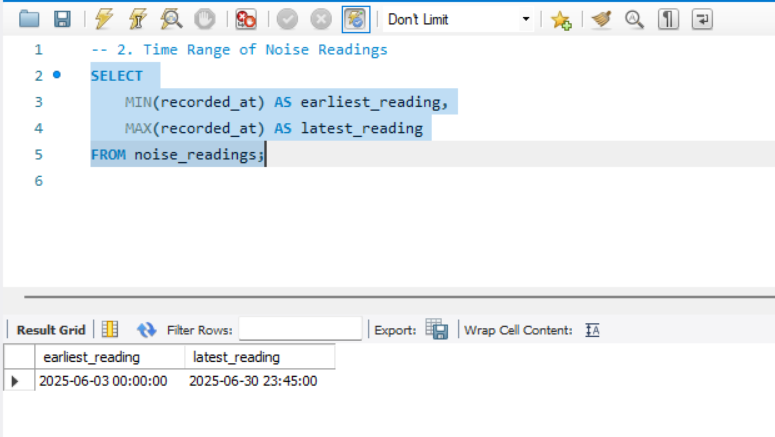 Don't Limit
1 -- 2. Time Range of Noise Readings
2 SELECT
3 MIN(recorded_at) AS earliest_reading,
4 MAX(recorded_at) AS latest_reading
5 FROM noise_readings;
6
Result Grid Filter Rows: Export: Wrap Cell Content:
earliest_reading latest_reading
2025-06-03 00:00:00 2025-06-30 23:45:00